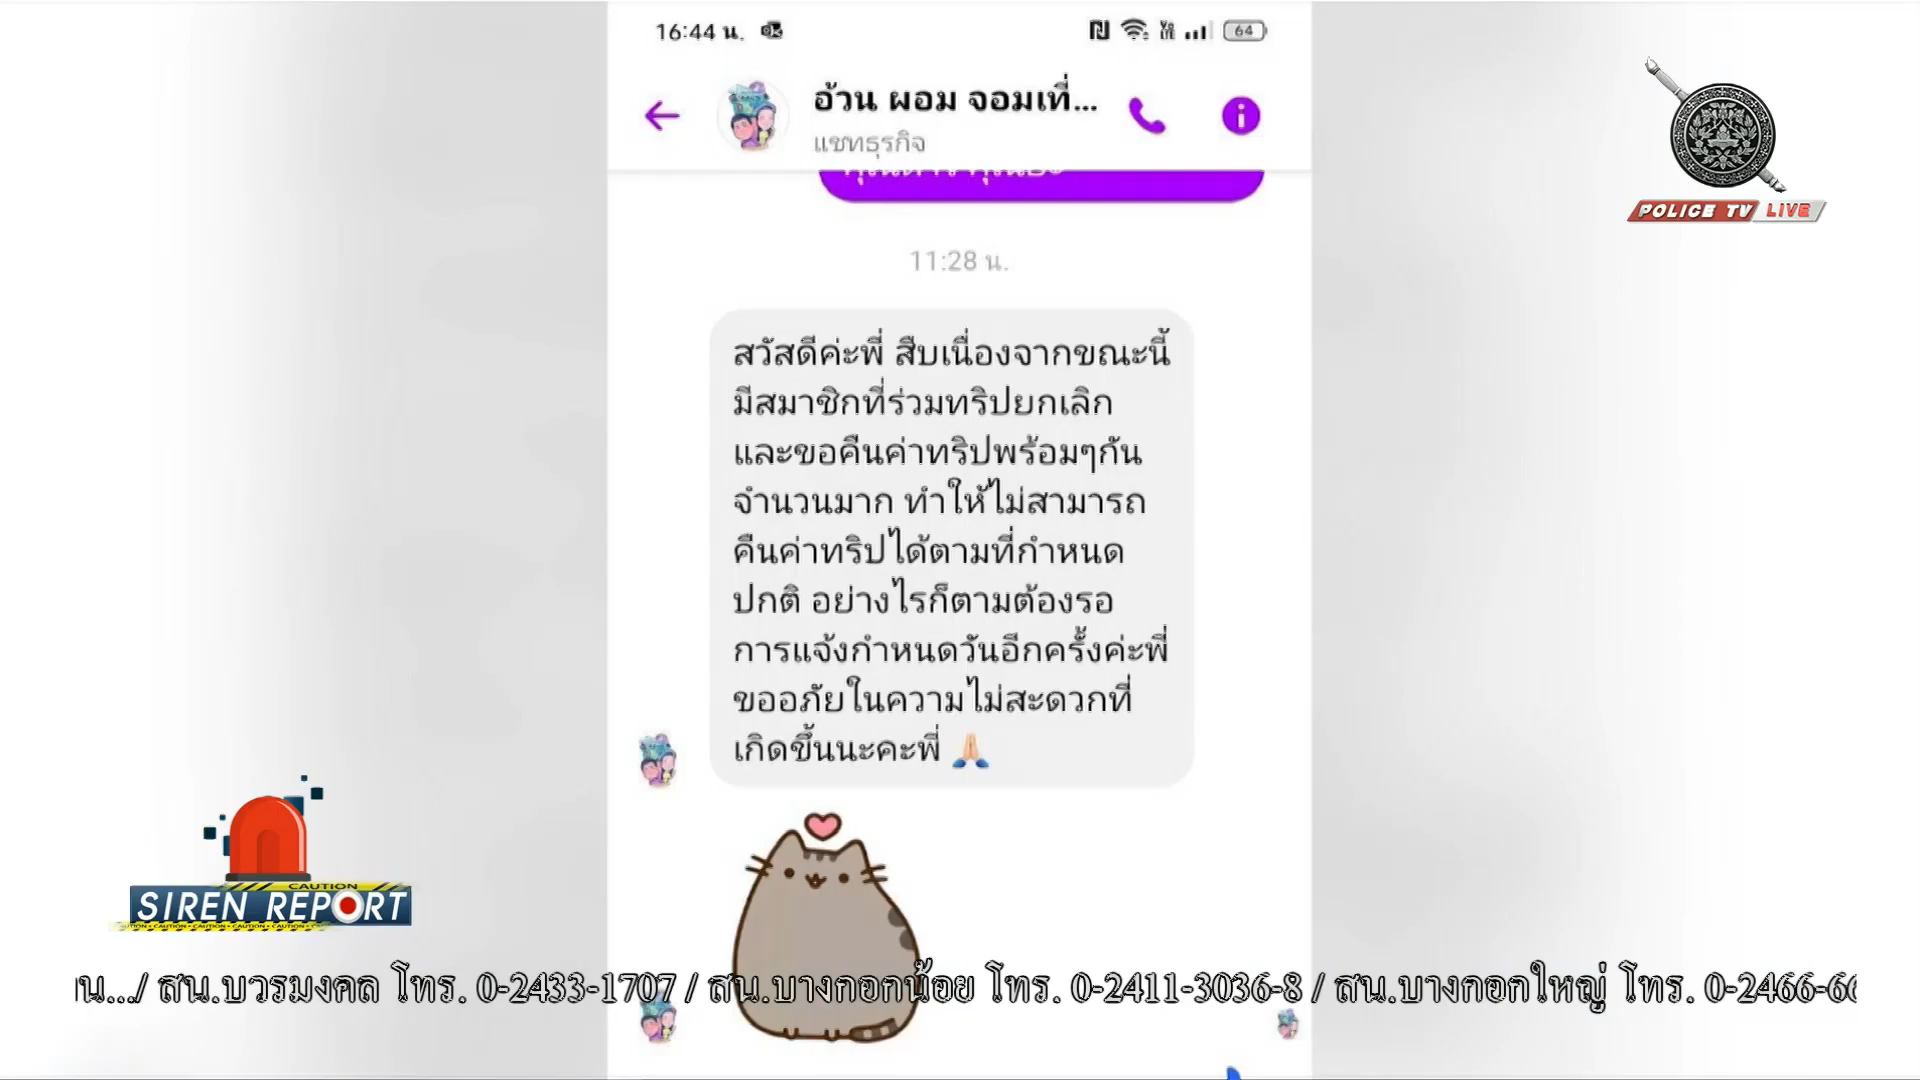 16:44 น.
64
อ้วน ผอม จอมเที่...
แชทธุรกิจ
11:28 น.
สวัสดีค่ะพี่ สืบเนื่องจากขณะนี้
มีสมาชิกที่ร่วมทริปยกเลิก
และขอคืนค่าทริปพร้อมๆกัน
จำนวนมาก ทำให้ไม่สามารถ
คืนค่าทริปได้ตามที่กำหนด
ปกติ อย่างไรก็ตามต้องรอ
การแจ้งกำหนดวันอีกครั้งค่ะพี่
ขออภัยในความไม่สะดวกที่
เกิดขึ้นนะคะพี่ 🙏🏻
POLICE TV LIVE
CAUTION
SIREN REPORT
CAUTION • CAUTION • CAUTION • CAUTION
น.../ สน.บวรมงคล โทร. 0-2433-1707 / สน.บางกอกน้อย โทร. 0-2411-3036-8 / สน.บางกอกใหญ่ โทร. 0-2466-66